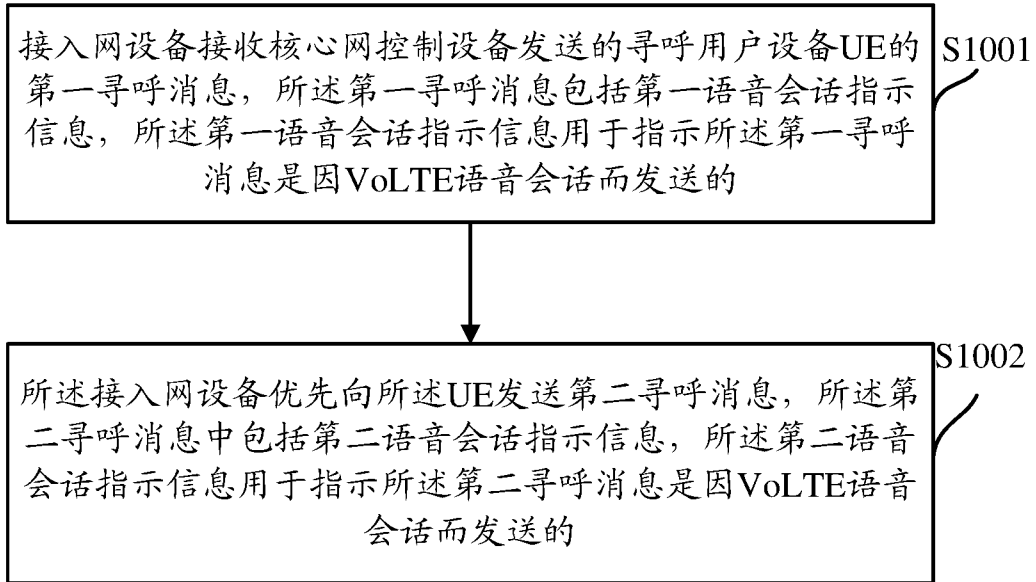 接入网设备接收核心网控制设备发送的寻呼用户设备UE的
第一寻呼消息，所述第一寻呼消息包括第一语音会话指示
信息，所述第一语音会话指示信息用于指示所述第一寻呼
消息是因VoLTE语音会话而发送的
S1001
所述接入网设备优先向所述UE发送第二寻呼消息，所述第
二寻呼消息中包括第二语音会话指示信息，所述第二语音
会话指示信息用于指示所述第二寻呼消息是因VoLTE语音
会话而发送的
S1002